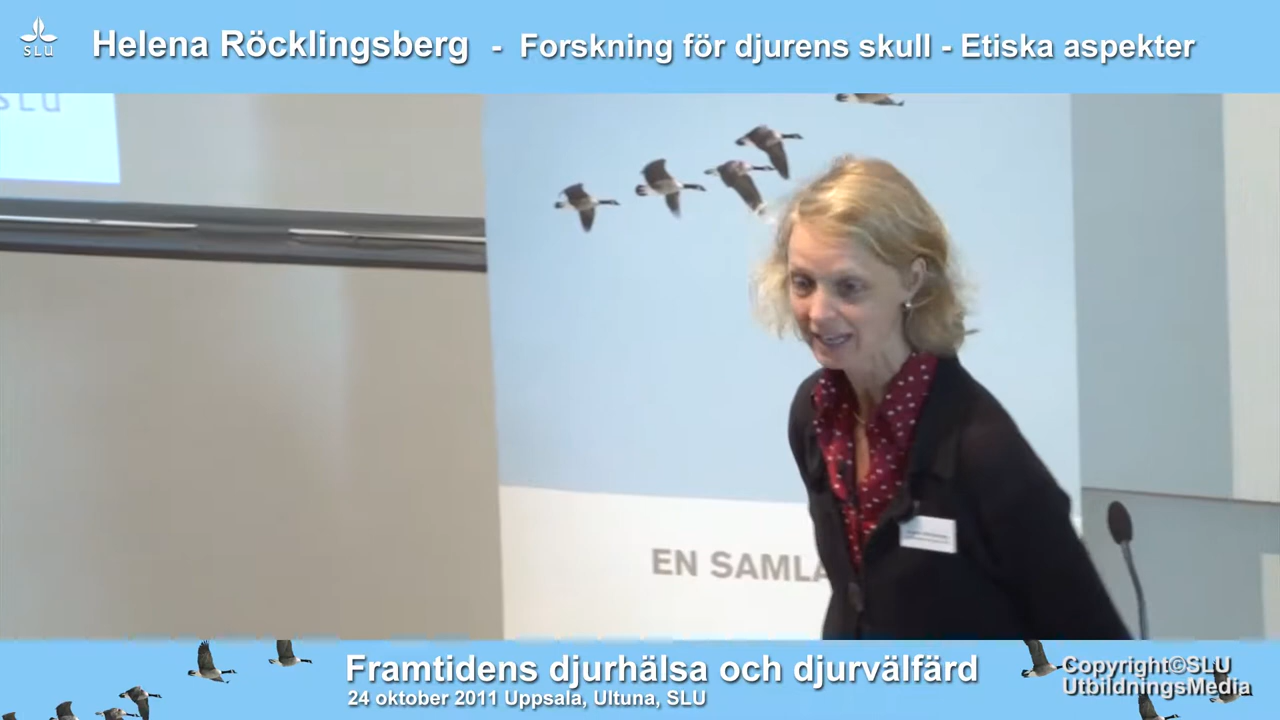 SLU
Helena Röcklingsberg - Forskning för djurens skull - Etiska aspekter
SLU
EN SAMLA
Framtidens djurhälsa och djurvälfärd
24 oktober 2011 Uppsala, Ultuna, SLU
Copyright©SLU
UtbildningsMedia